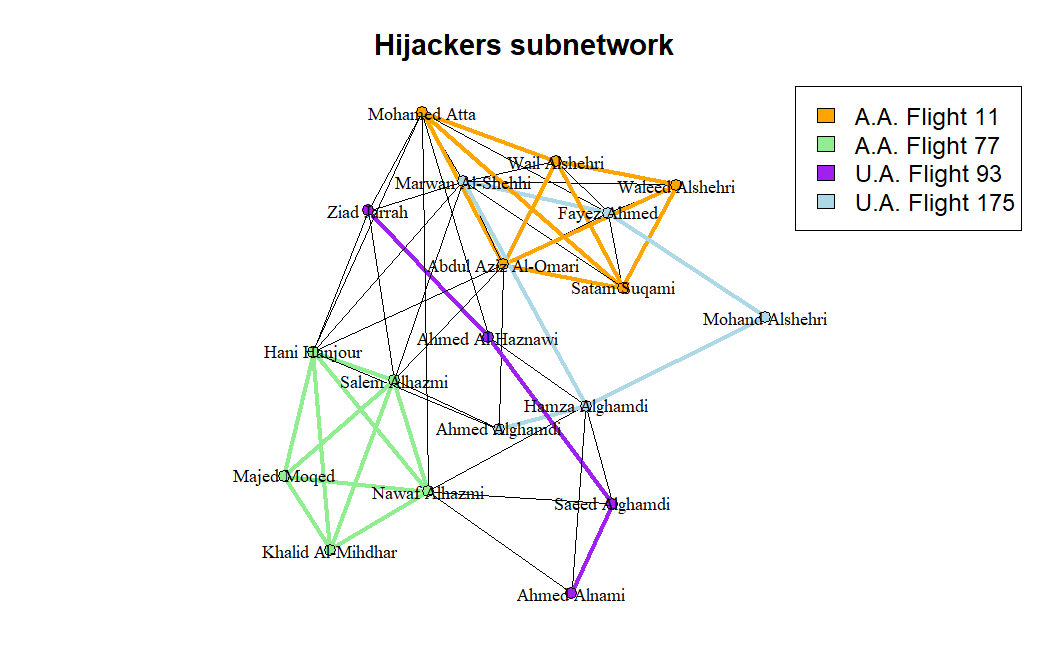 Hijackers subnetwork
A.A. Flight 11
A.A. Flight 77
U.A. Flight 93
U.A. Flight 175
Mohamed Atta
Wail Alshehri
Marwan Al-Shehhi
Waleed Alshehri
Ziad Jarrah
Fayez Ahmed
Abdul Aziz Al-Omari
Satam Suqami
Mohand Alshehri
Ahmed Al-Haznawi
Hani Hanjour
Salem Alhazmi
Hamza Alghamdi
Ahmed Alghamdi
Majed Moqed
Nawaf Alhazmi
Saeed Alghamdi
Khalid Al-Mihdhar
Ahmed Alnami